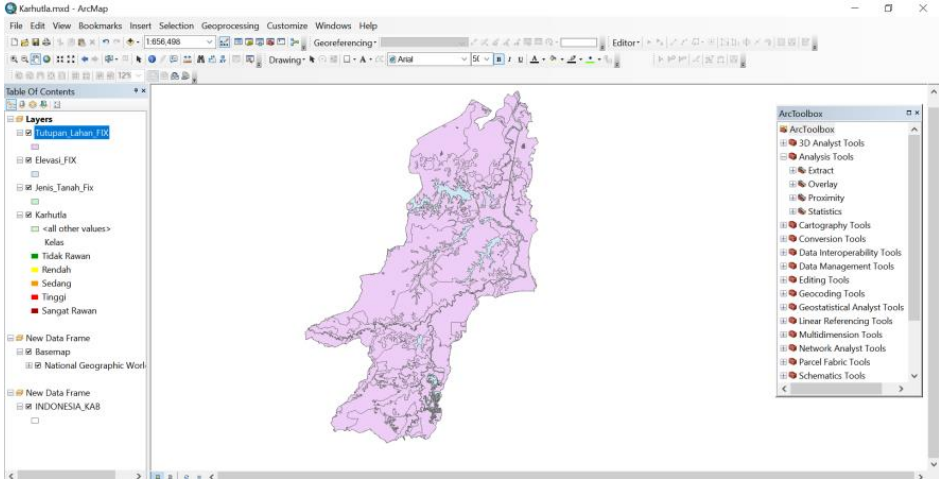 Karhutla.mxd - ArcMap
File Edit View Bookmarks Insert Selection Geoprocessing Customize Windows Help
1:656,498 Georeferencing Editor
Drawing A Arial B I U A
12%
Table Of Contents
Layers
Tutupan_Lahan_FIX
Elevasi_FIX
Jenis_Tanah_Fix
Karhutla
<all other values>
Kelas
Tidak Rawan
Rendah
Sedang
Tinggi
Sangat Rawan
New Data Frame
Basemap
National Geographic Worl
New Data Frame
INDONESIA_KAB
ArcToolbox
ArcToolbox
3D Analyst Tools
Analysis Tools
Extract
Overlay
Proximity
Statistics
Cartography Tools
Conversion Tools
Data Interoperability Tools
Data Management Tools
Editing Tools
Geocoding Tools
Geostatistical Analyst Tools
Linear Referencing Tools
Multidimension Tools
Network Analyst Tools
Parcel Fabric Tools
Schematics Tools